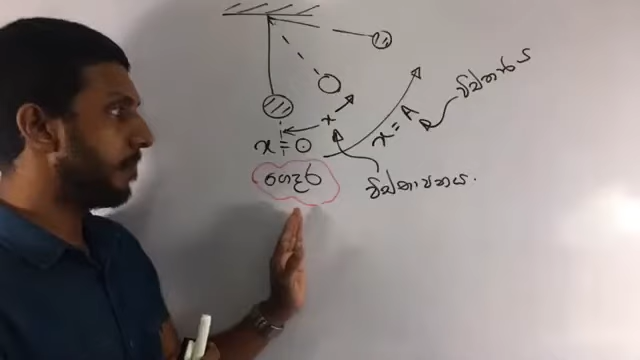 විස්තාරය
x
x = A
x = 0
ගෙදර
විස්ථාපනය.